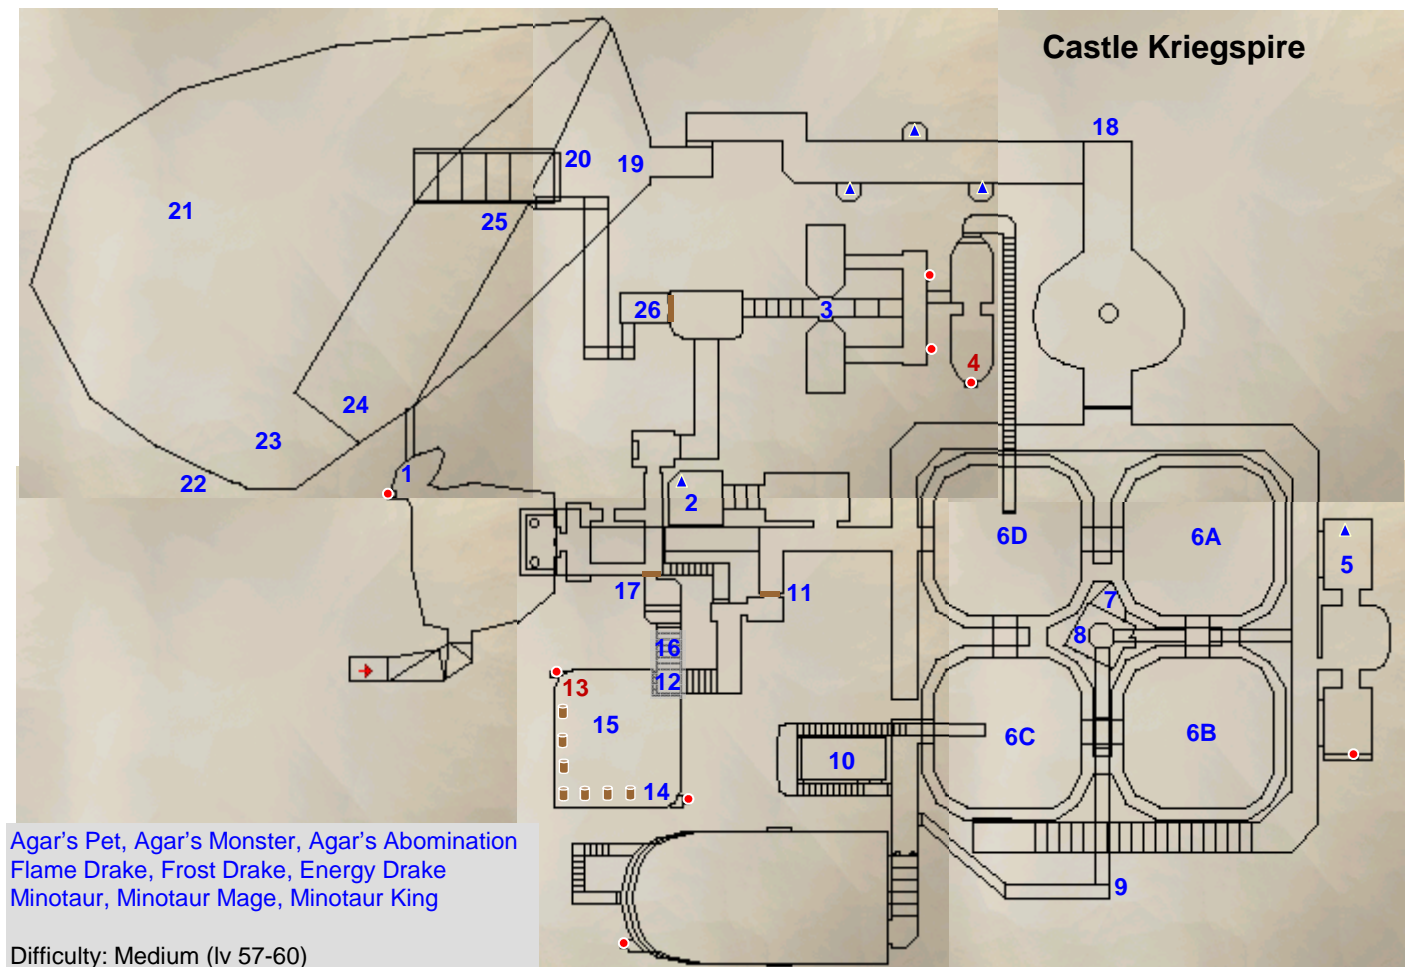 Castle Kriegspire
18
20
19
21
25
26
3
4
24
23
1
22
2
6D
6A
5
17
11
7
8
16
12
13
15
6C
6B
10
14
9
Agar's Pet, Agar's Monster, Agar's Abomination
Flame Drake, Frost Drake, Energy Drake
Minotaur, Minotaur Mage, Minotaur King
Difficulty: Medium (lv 57-60)